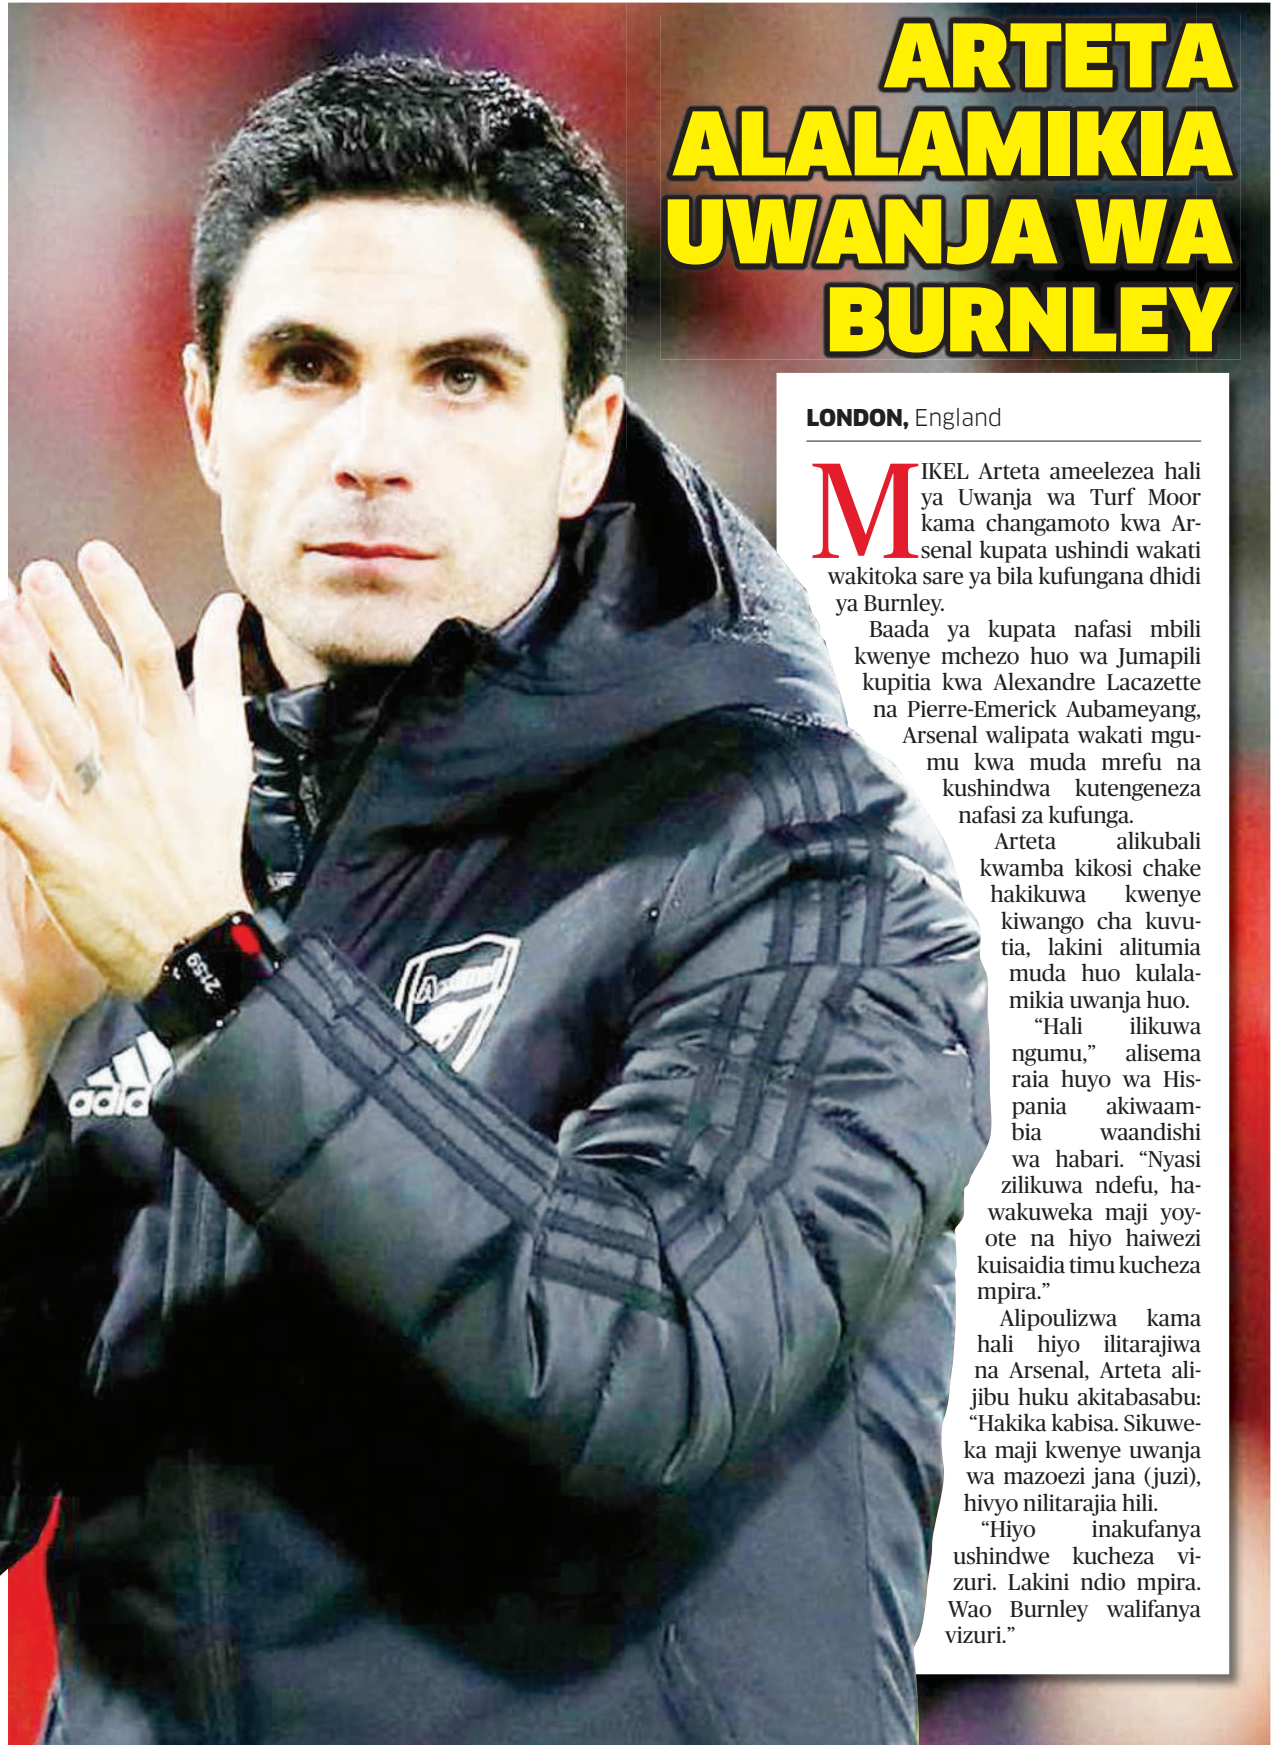 ARTETA
ALALAMIKIA
UWANJA WA
BURNLEY
LONDON, England
MIKEL Arteta ameelezea hali
ya Uwanja wa Turf Moor
kama changamoto kwa Ar-
senal kupata ushindi wakati
wakitoka sare ya bila kufungana dhidi
ya Burnley.
Baada ya kupata nafasi mbili
kwenye mchezo huo wa Jumapili
kupitia kwa Alexandre Lacazette
na Pierre-Emerick Aubameyang,
Arsenal walipata wakati mgu-
mu kwa muda mrefu na
kushindwa kutengeneza
nafasi za kufunga.
Arteta alikubali
kwamba kikosi chake
hakikuwa kwenye
kiwango cha kuvu-
tia, lakini alitumia
muda huo kulala-
mikia uwanja huo.
“Hali ilikuwa
ngumu,” alisema
raia huyo wa His-
pania akiwaam-
bia waandishi
wa habari. “Nyasi
zilikuwa ndefu, ha-
wakuweka maji yoy-
ote na hiyo haiwezi
kuisaidia timu kucheza
mpira.”
Alipoulizwa kama
hali hiyo ilitarajiwa
na Arsenal, Arteta ali-
jibu huku akitabasabu:
“Hakika kabisa. Sikuwe-
ka maji kwenye uwanja
wa mazoezi jana (juzi),
hivyo nilitarajia hili.
“Hiyo inakufanya
ushindwe kucheza vi-
zuri. Lakini ndio mpira.
Wao Burnley walifanya
vizuri.”
Arsenal
21:59
adid